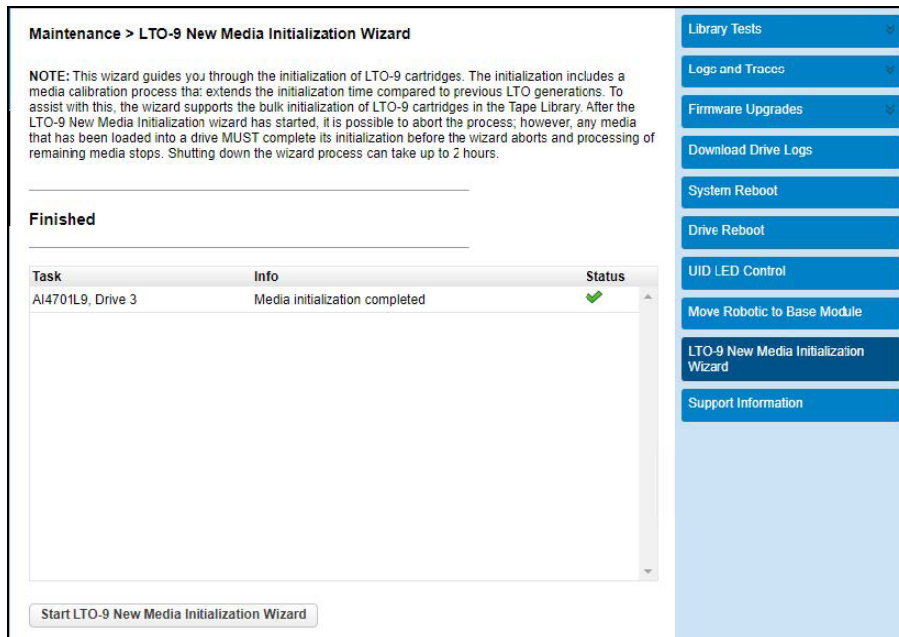 Maintenance > LTO-9 New Media Initialization Wizard
NOTE: This wizard guides you through the initialization of LTO-9 cartridges. The initialization includes a
media calibration process that extends the initialization time compared to previous LTO generations. To
assist with this, the wizard supports the bulk initialization of LTO-9 cartridges in the Tape Library. After the
LTO-9 New Media Initialization wizard has started, it is possible to abort the process; however, any media
that has been loaded into a drive MUST complete its initialization before the wizard aborts and processing of
remaining media stops. Shutting down the wizard process can take up to 2 hours.
Finished
Task Info Status
AI4701L9, Drive 3 Media initialization completed
Start LTO-9 New Media Initialization Wizard
Library Tests
Logs and Traces
Firmware Upgrades
Download Drive Logs
System Reboot
Drive Reboot
UID LED Control
Move Robotic to Base Module
LTO-9 New Media Initialization
Wizard
Support Information